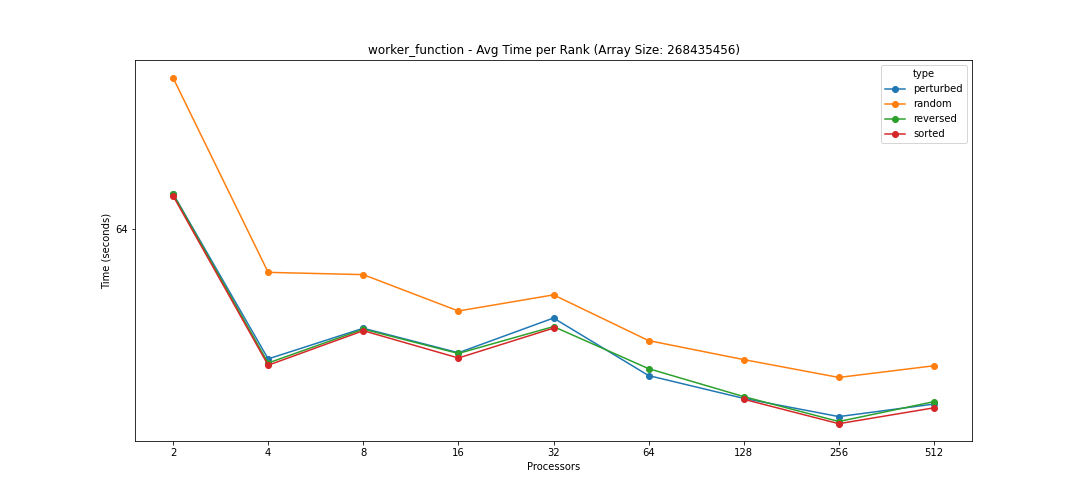 worker_function - Avg Time per Rank (Array Size: 268435456)
type
perturbed
random
reversed
sorted
Time (seconds)
64
2 4 8 16 32 64 128 256 512
Processors